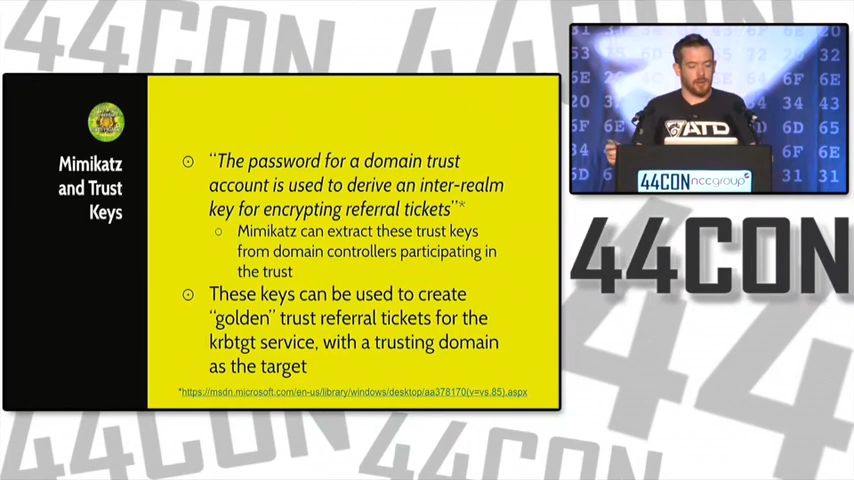 44CON
Mimikatz
and Trust
Keys
"The password for a domain trust
account is used to derive an inter-realm
key for encrypting referral tickets"*
Mimikatz can extract these trust keys
from domain controllers participating in
the trust
These keys can be used to create
"golden" trust referral tickets for the
krbtgt service, with a trusting domain
as the target
*https://msdn.microsoft.com/en-us/library/windows/desktop/aa378170(v=vs.85).aspx
ATD
44CON nccgroup
44CON
44CON